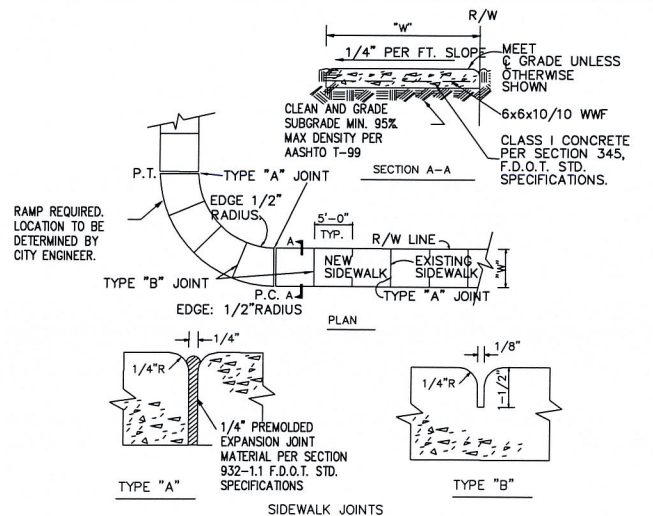 R/W
"W"
1/4" PER FT. SLOPE
MEET
℄ GRADE UNLESS
OTHERWISE
SHOWN
6x6x10/10 WWF
CLEAN AND GRADE
SUBGRADE MIN. 95%
MAX DENSITY PER
AASHTO T-99
CLASS I CONCRETE
PER SECTION 345,
F.D.O.T. STD.
SPECIFICATIONS.
SECTION A-A
P.T.
TYPE "A" JOINT
EDGE 1/2"
RADIUS.
RAMP REQUIRED.
LOCATION TO BE
DETERMINED BY
CITY ENGINEER.
5'-0"
TYP.
A
R/W LINE
NEW
SIDEWALK
EXISTING
SIDEWALK
"W"
TYPE "B" JOINT
P.C. A
TYPE "A" JOINT
EDGE: 1/2"RADIUS
PLAN
1/4"
1/4"R
1/4" PREMOLDED
EXPANSION JOINT
MATERIAL PER SECTION
932-1.1 F.D.O.T. STD.
SPECIFICATIONS
TYPE "A"
1/8"
1/4"R
1-1/2"
TYPE "B"
SIDEWALK JOINTS